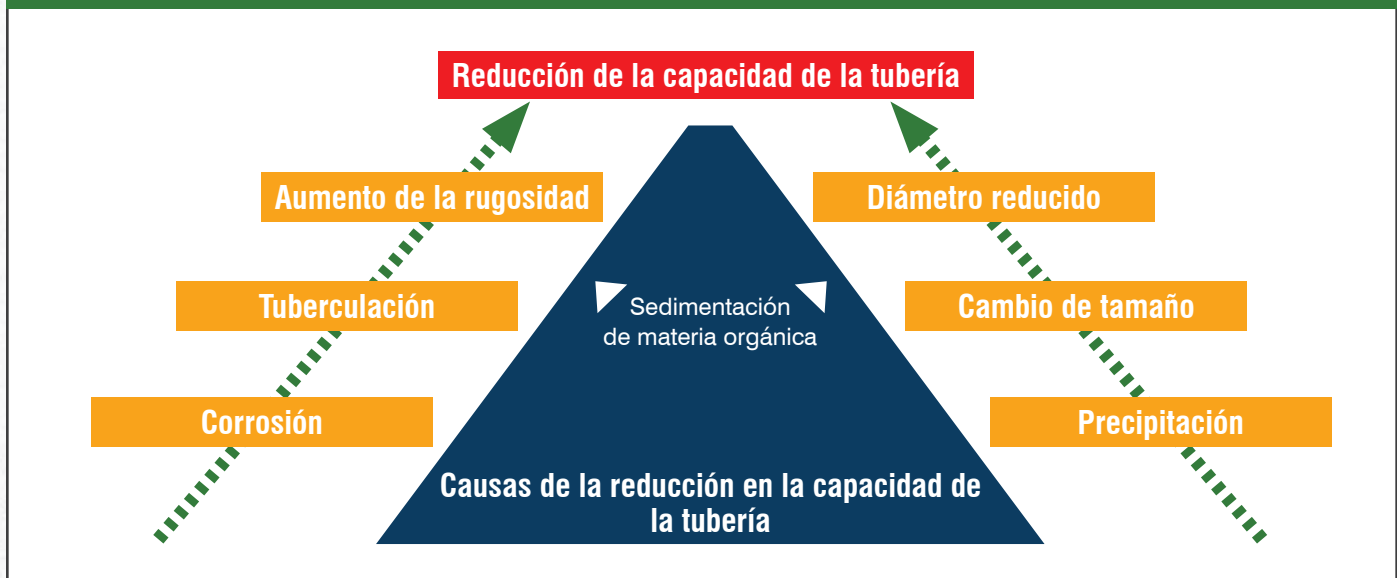 Reducción de la capacidad de la tubería
Aumento de la rugosidad
Diámetro reducido
Tuberculación
Sedimentación
de materia orgánica
Cambio de tamaño
Corrosión
Precipitación
Causas de la reducción en la capacidad de
la tubería